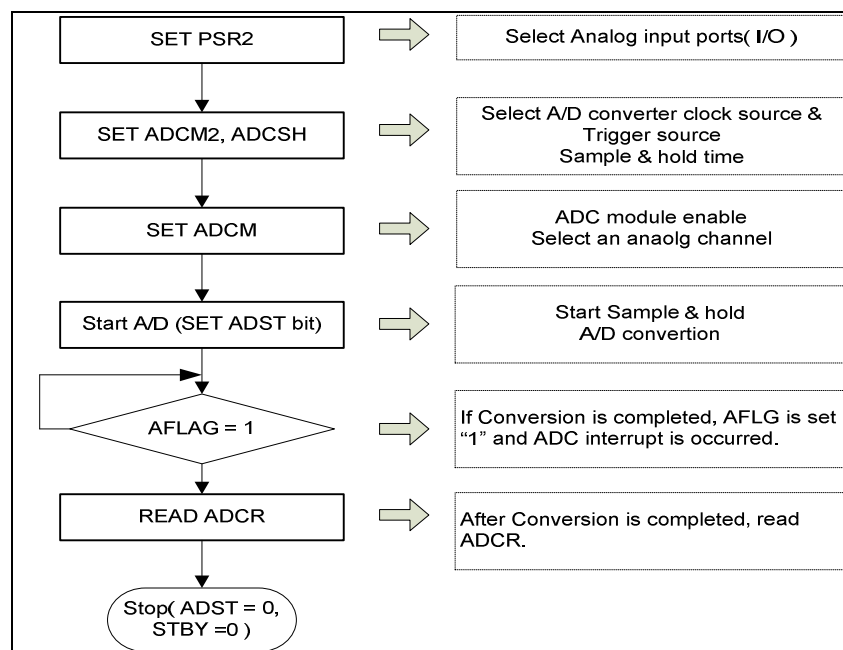 SET PSR2
Select Analog input ports( I/O )
SET ADCM2, ADCSH
Select A/D converter clock source &
Trigger source
Sample & hold time
SET ADCM
ADC module enable
Select an anaolg channel
Start A/D (SET ADST bit)
Start Sample & hold
A/D convertion
AFLAG = 1
If Conversion is completed, AFLG is set
“1” and ADC interrupt is occurred.
READ ADCR
After Conversion is completed, read
ADCR.
Stop( ADST = 0,
STBY =0 )